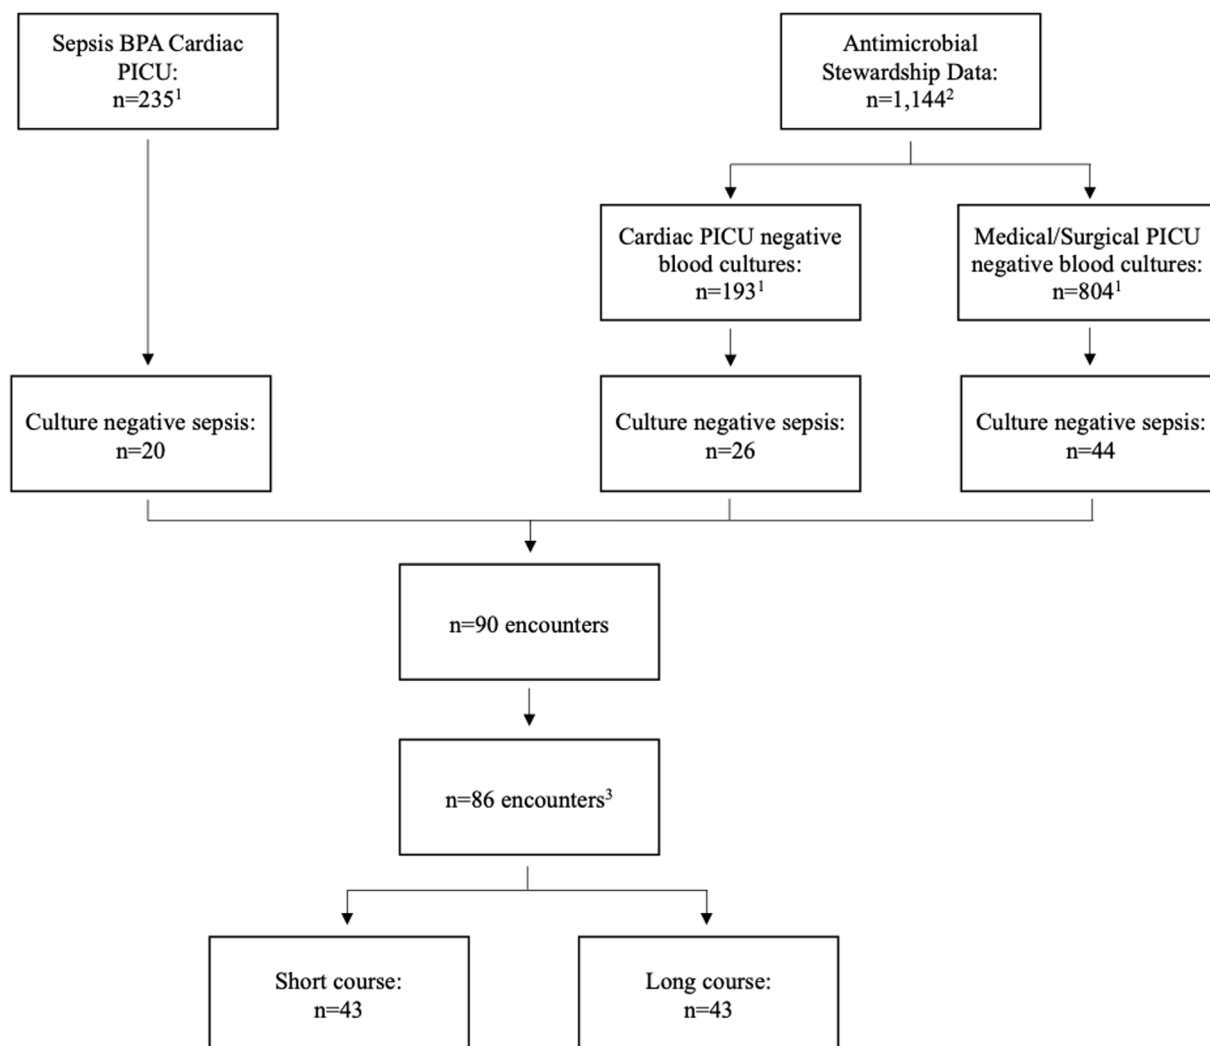 Sepsis BPA Cardiac
PICU:
n=235¹
Antimicrobial
Stewardship Data:
n=1,144²
Cardiac PICU negative
blood cultures:
n=193¹
Medical/Surgical PICU
negative blood cultures:
n=804¹
Culture negative sepsis:
n=20
Culture negative sepsis:
n=26
Culture negative sepsis:
n=44
n=90 encounters
n=86 encounters³
Short course:
n=43
Long course:
n=43